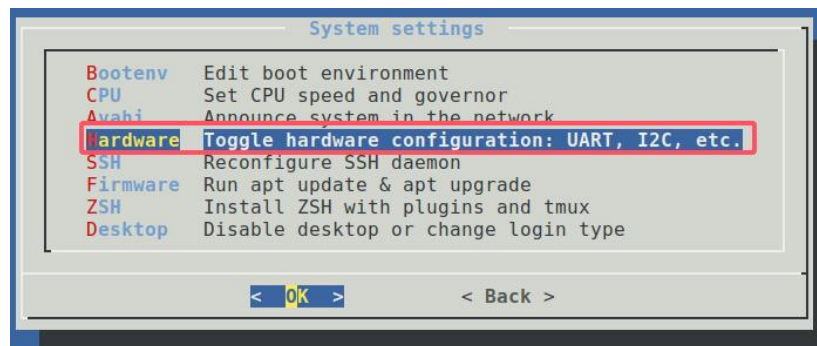 System settings
Bootenv Edit boot environment
CPU Set CPU speed and governor
Avahi Announce system in the network
Hardware Toggle hardware configuration: UART, I2C, etc.
SSH Reconfigure SSH daemon
Firmware Run apt update & apt upgrade
ZSH Install ZSH with plugins and tmux
Desktop Disable desktop or change login type
< OK > < Back >